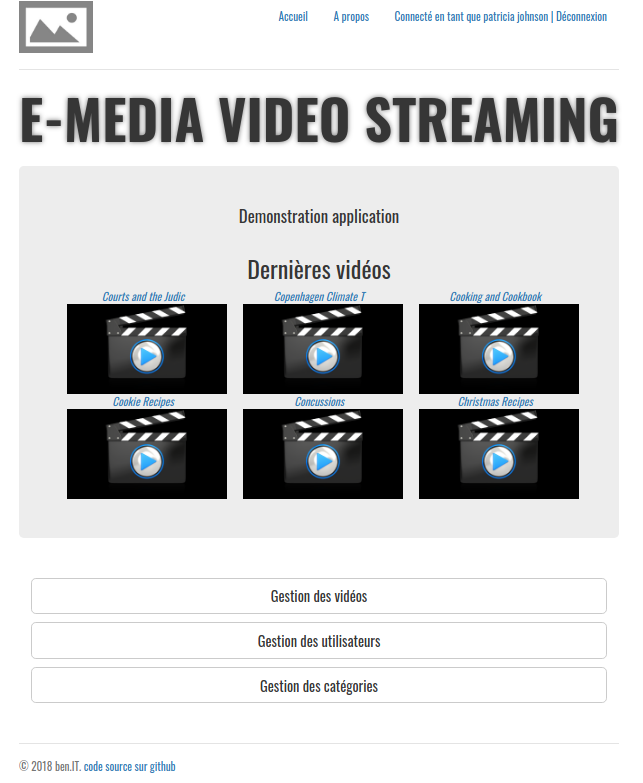 Accueil A propos Connecté en tant que patricia johnson | Déconnexion
E-MEDIA VIDEO STREAMING
Demonstration application
Dernières vidéos
Courts and the Judic Copenhagen Climate T Cooking and Cookbook
Cookie Recipes Concussions Christmas Recipes
Gestion des vidéos
Gestion des utilisateurs
Gestion des catégories
© 2018 ben.IT. code source sur github